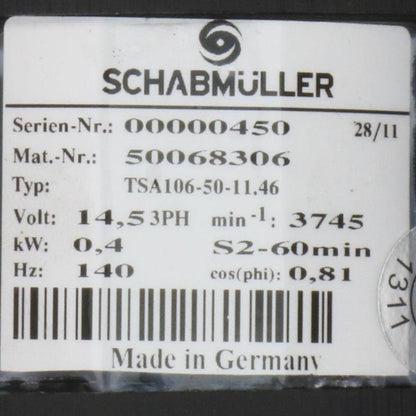 SCHABMÜLLER
Serien-Nr.: 00000450 28/11
Mat.-Nr.: 50068306
Typ: TSA106-50-11,46
Volt: 14,5 3PH min-1: 3745
kW: 0,4 S2-60min
Hz: 140 cos(phi): 0,81
Made in Germany
7311